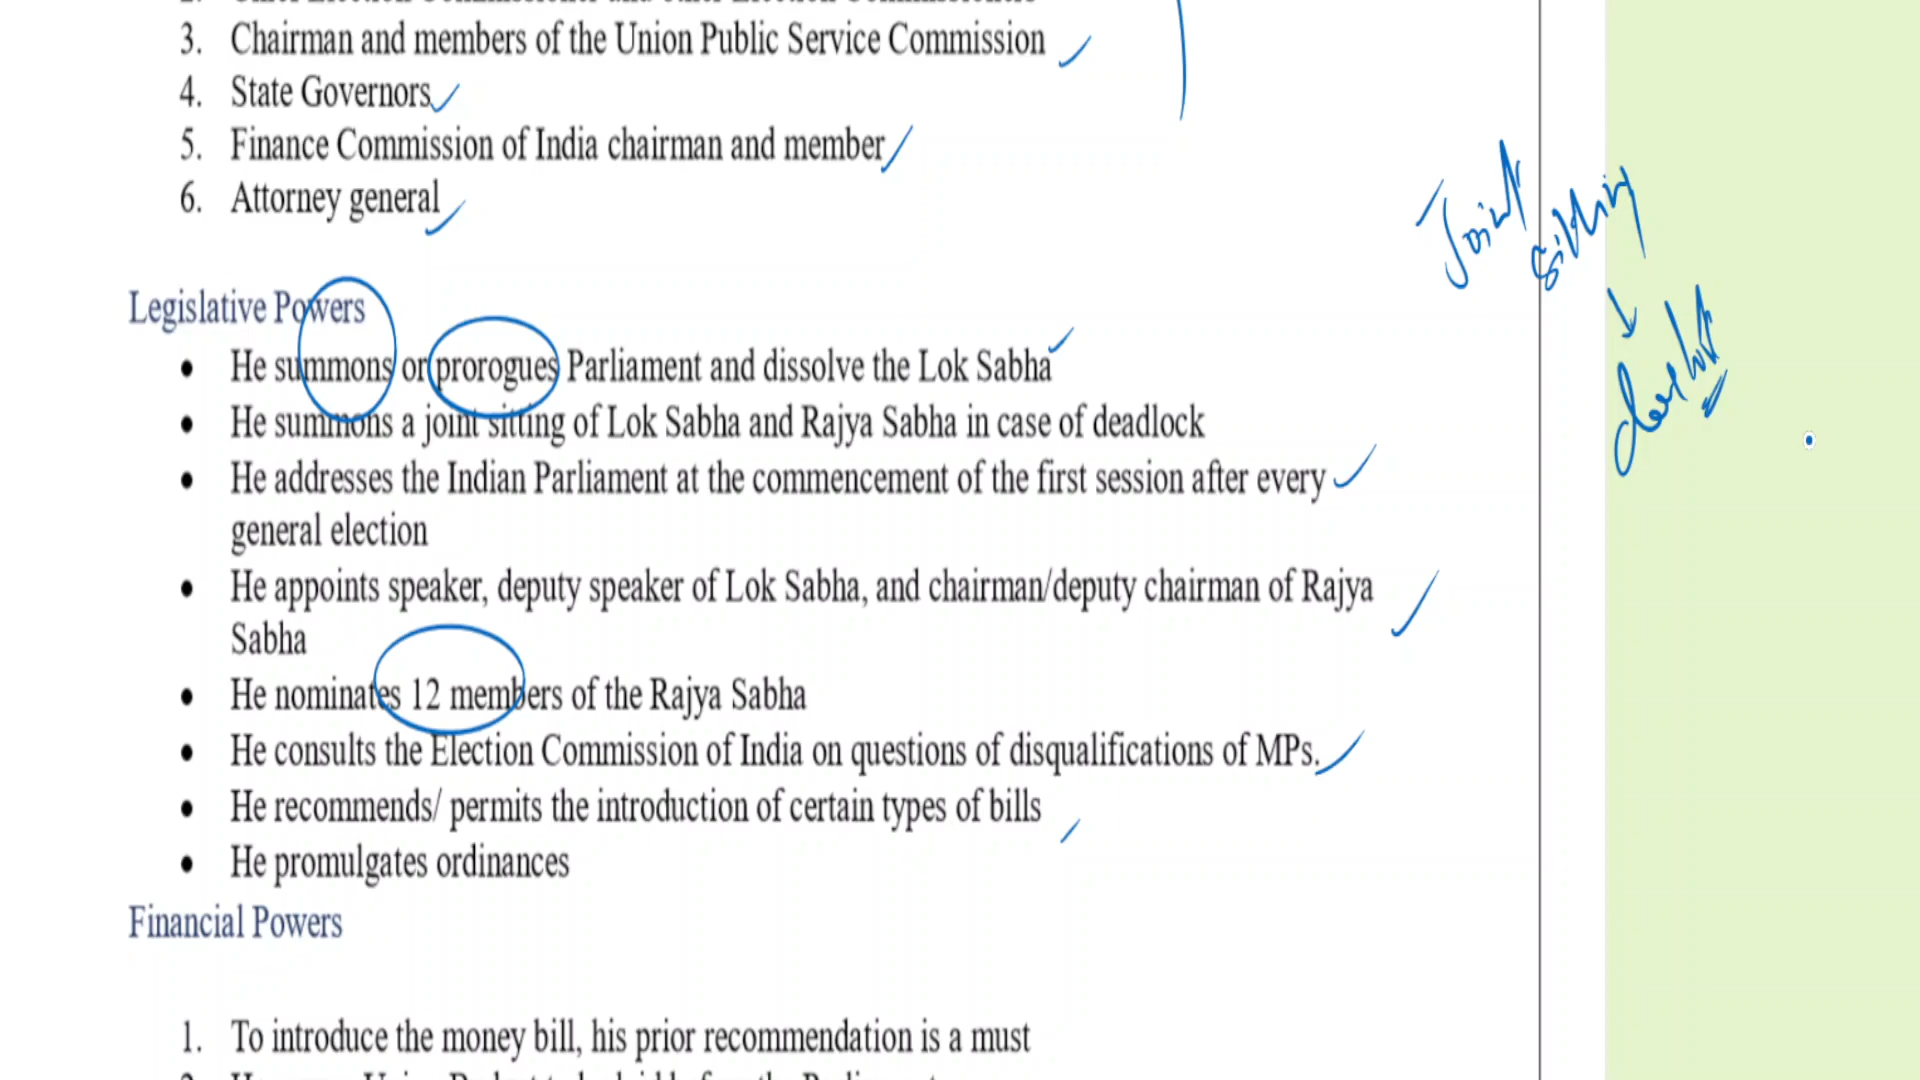 3. Chairman and members of the Union Public Service Commission
4. State Governors
5. Finance Commission of India chairman and member
6. Attorney general
Joint sitting
Legislative Powers
• He summons or prorogues Parliament and dissolve the Lok Sabha
• He summons a joint sitting of Lok Sabha and Rajya Sabha in case of deadlock
• He addresses the Indian Parliament at the commencement of the first session after every
general election
• He appoints speaker, deputy speaker of Lok Sabha, and chairman/deputy chairman of Rajya
Sabha
• He nominates 12 members of the Rajya Sabha
• He consults the Election Commission of India on questions of disqualifications of MPs.
• He recommends/ permits the introduction of certain types of bills
• He promulgates ordinances
Financial Powers
1. To introduce the money bill, his prior recommendation is a must